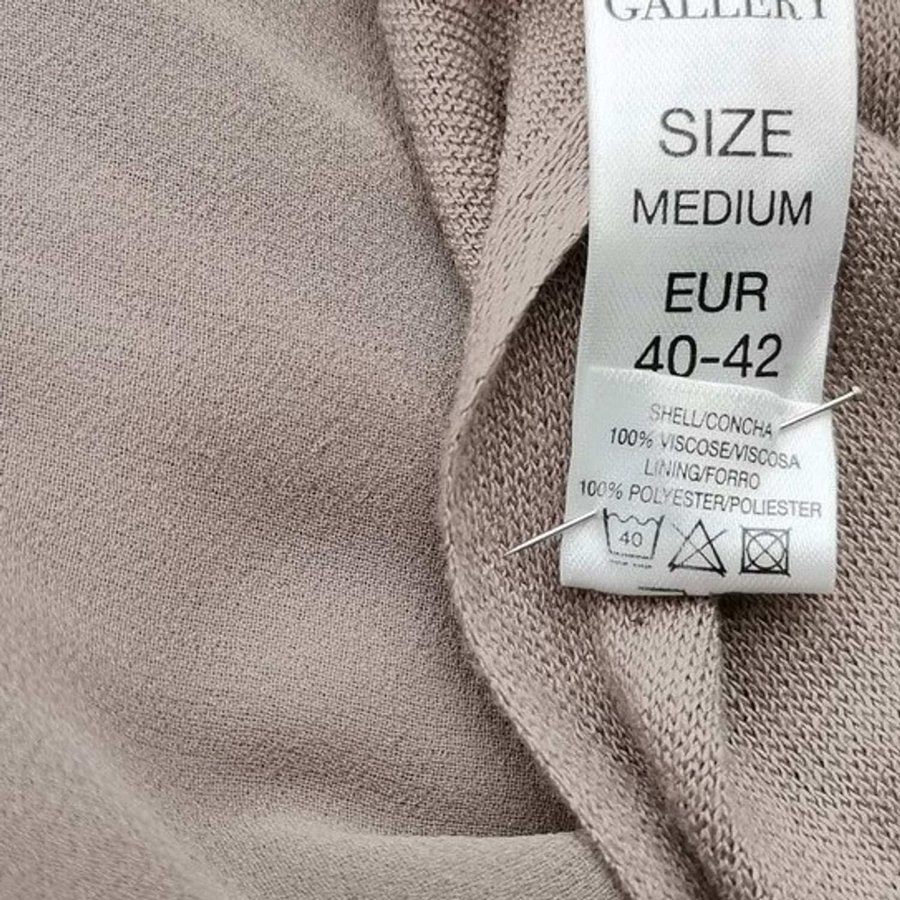 GALLERY
SIZE
MEDIUM
EUR
40-42
SHELL/CONCHA
100% VISCOSE/VISCOSA
LINING/FORRO
100% POLYESTER/POLIESTER
40